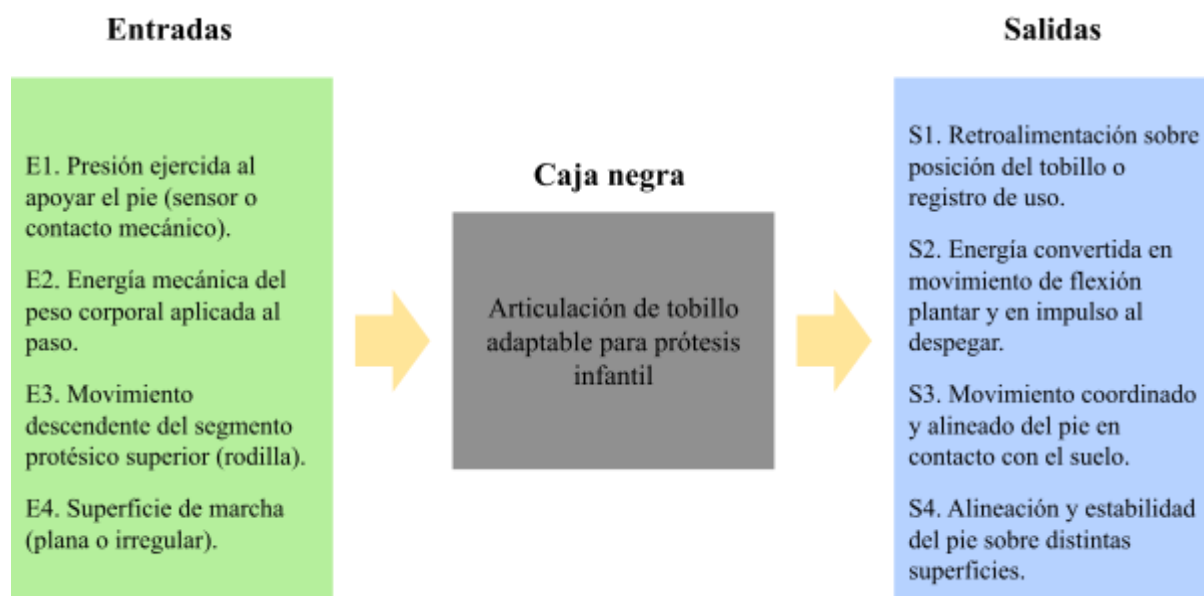 Entradas
E1. Presión ejercida al
apoyar el pie (sensor o
contacto mecánico).
E2. Energía mecánica del
peso corporal aplicada al
paso.
E3. Movimiento
descendente del segmento
protésico superior (rodilla).
E4. Superficie de marcha
(plana o irregular).
Caja negra
Articulación de tobillo
adaptable para prótesis
infantil
Salidas
S1. Retroalimentación sobre
posición del tobillo o
registro de uso.
S2. Energía convertida en
movimiento de flexión
plantar y en impulso al
despegar.
S3. Movimiento coordinado
y alineado del pie en
contacto con el suelo.
S4. Alineación y estabilidad
del pie sobre distintas
superficies.